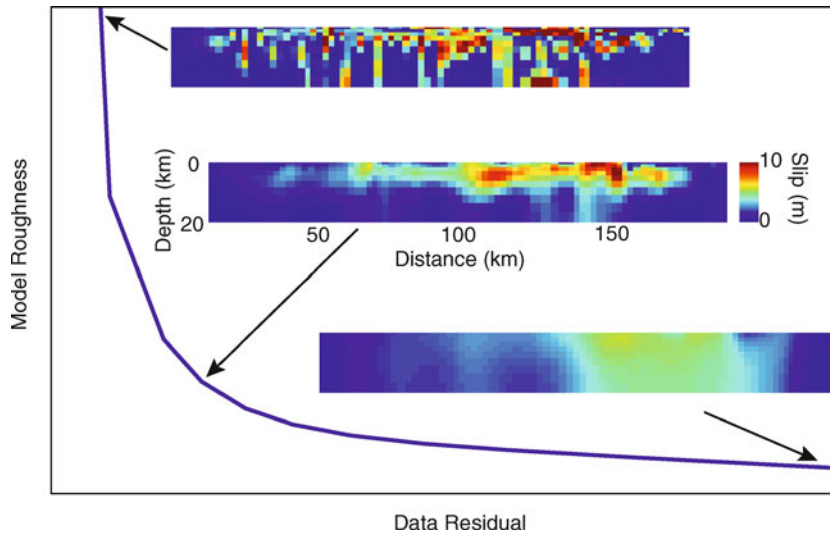 Model Roughness
Depth (km)
0
20
50
100
150
Distance (km)
10
0
Slip (m)
Data Residual